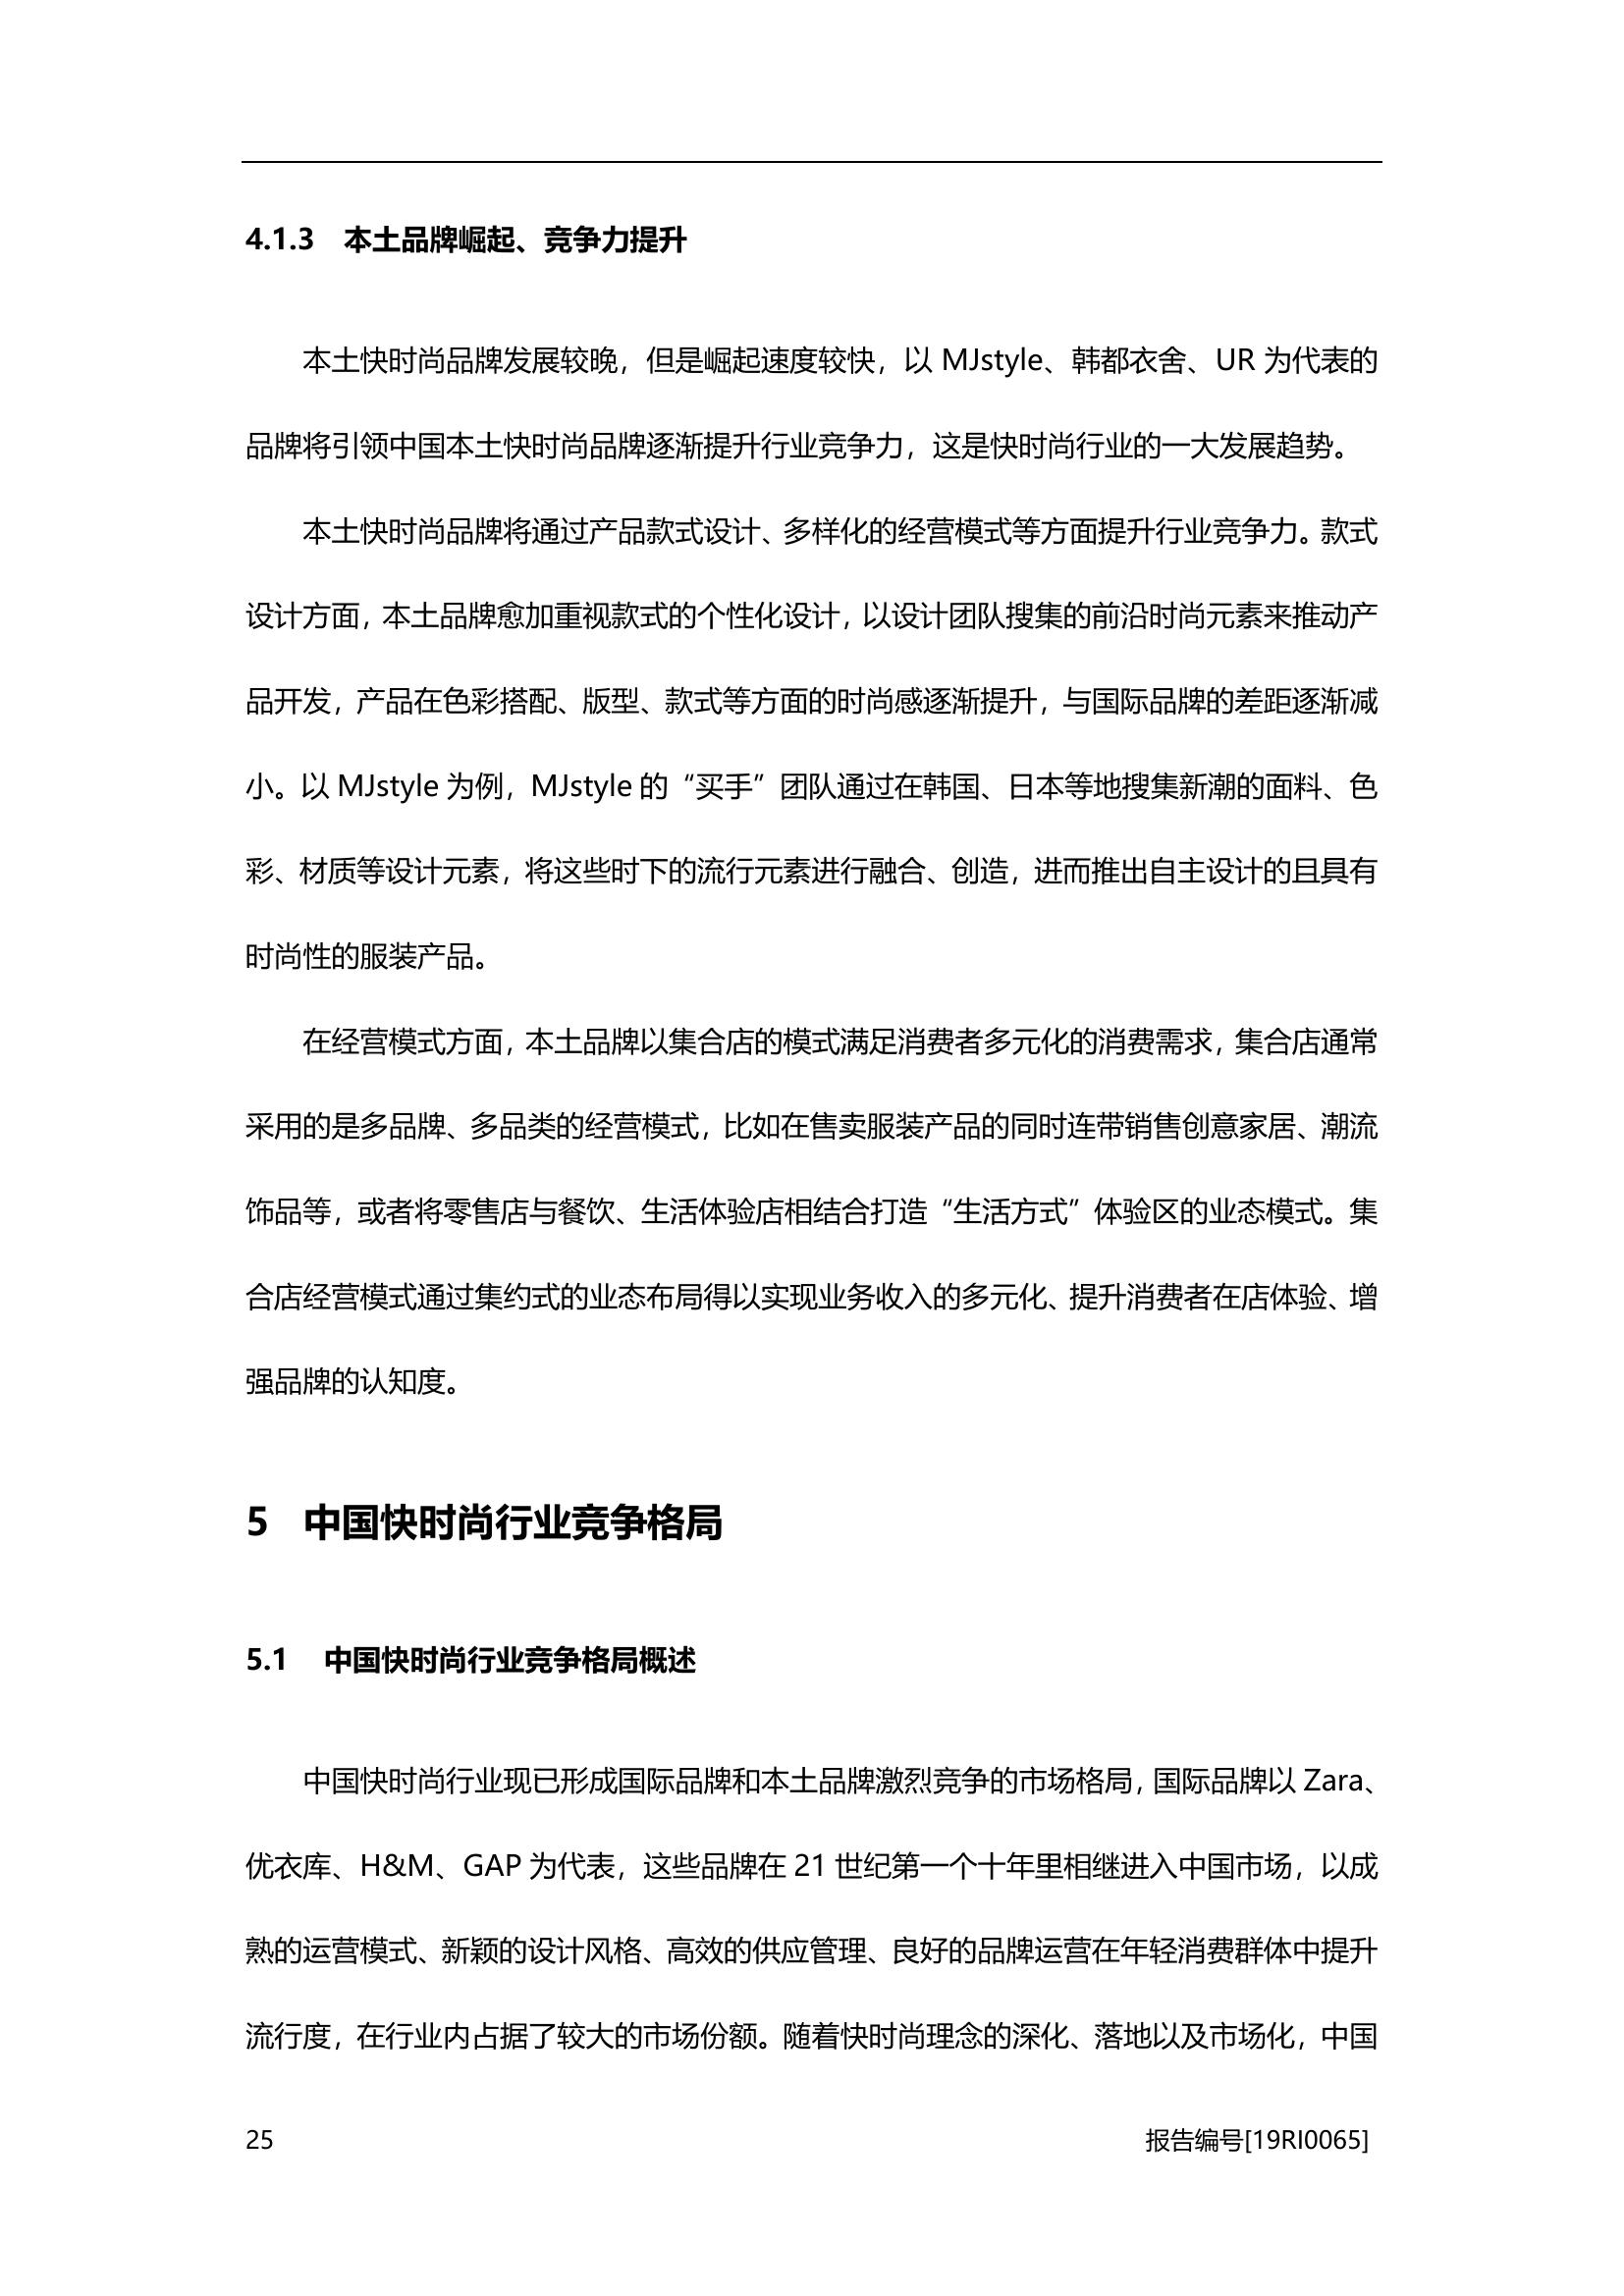 4.1.3 本土品牌崛起、竞争力提升
本土快时尚品牌发展较晚，但是崛起速度较快，以 MJstyle、韩都衣舍、UR 为代表的
品牌将引领中国本土快时尚品牌逐渐提升行业竞争力，这是快时尚行业的一大发展趋势。
本土快时尚品牌将通过产品款式设计、多样化的经营模式等方面提升行业竞争力。款式
设计方面，本土品牌愈加重视款式的个性化设计，以设计团队搜集的前沿时尚元素来推动产
品开发，产品在色彩搭配、版型、款式等方面的时尚感逐渐提升，与国际品牌的差距逐渐减
小。以 MJstyle 为例，MJstyle 的“买手”团队通过在韩国、日本等地搜集新潮的面料、色
彩、材质等设计元素，将这些时下的流行元素进行融合、创造，进而推出自主设计的且具有
时尚性的服装产品。
在经营模式方面，本土品牌以集合店的模式满足消费者多元化的消费需求，集合店通常
采用的是多品牌、多品类的经营模式，比如在售卖服装产品的同时连带销售创意家居、潮流
饰品等，或者将零售店与餐饮、生活体验店相结合打造“生活方式”体验区的业态模式。集
合店经营模式通过集约式的业态布局得以实现业务收入的多元化、提升消费者在店体验、增
强品牌的认知度。
5 中国快时尚行业竞争格局
5.1 中国快时尚行业竞争格局概述
中国快时尚行业现已形成国际品牌和本土品牌激烈竞争的市场格局，国际品牌以 Zara、
优衣库、H&M、GAP 为代表，这些品牌在 21 世纪第一个十年里相继进入中国市场，以成
熟的运营模式、新颖的设计风格、高效的供应管理、良好的品牌运营在年轻消费群体中提升
流行度，在行业内占据了较大的市场份额。随着快时尚理念的深化、落地以及市场化，中国
25 报告编号[19RI0065]